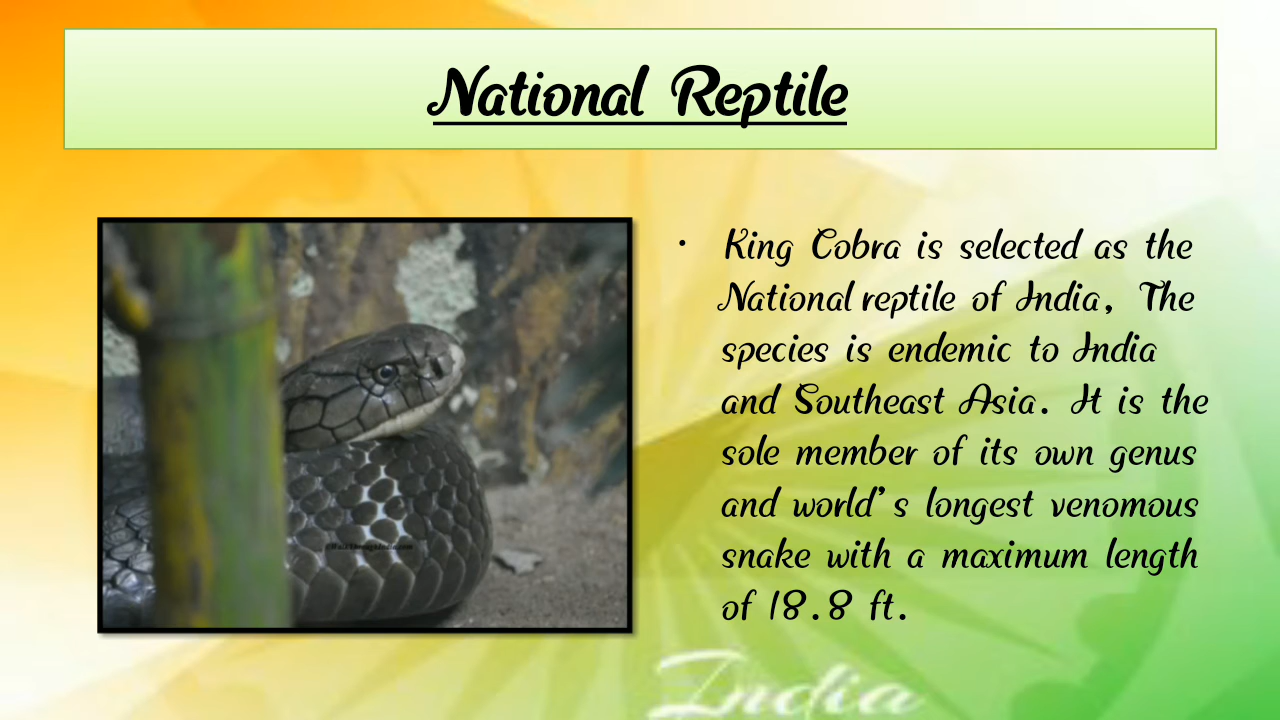 National Reptile
• King Cobra is selected as the
National reptile of India, The
species is endemic to India
and Southeast Asia. It is the
sole member of its own genus
and world's longest venomous
snake with a maximum length
of 18.8 ft.
India